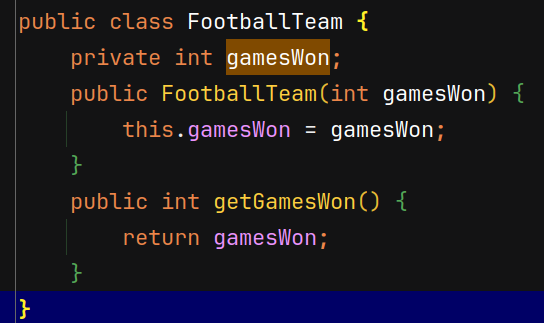 public class FootballTeam {
    private int gamesWon;
    public FootballTeam(int gamesWon) {
        this.gamesWon = gamesWon;
    }
    public int getGamesWon() {
        return gamesWon;
    }
}